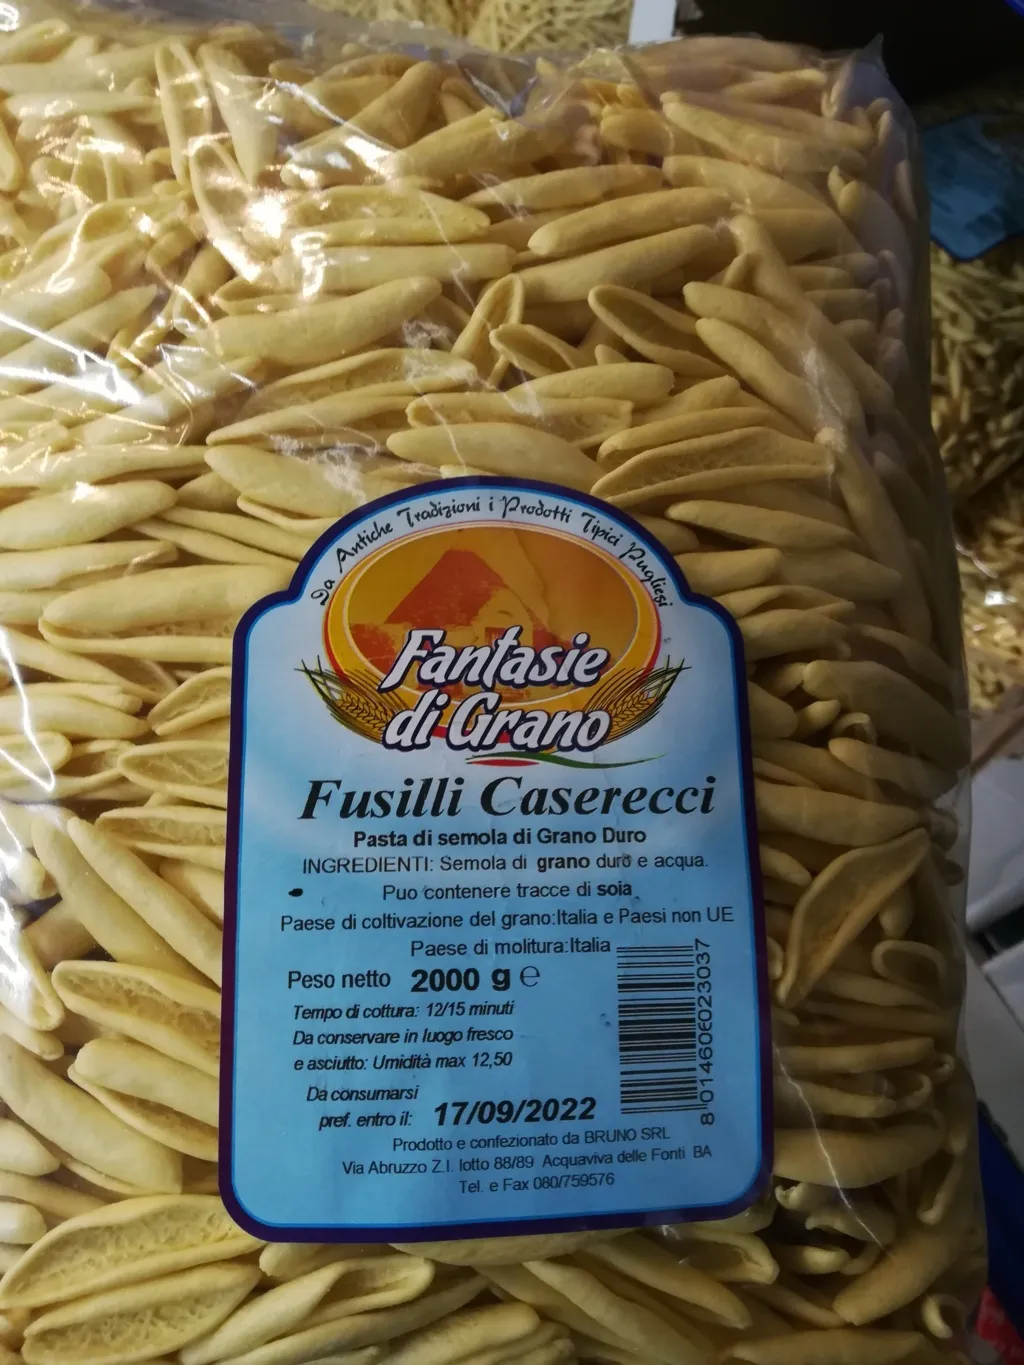 Da Antiche Tradizioni i Prodotti Tipici Pugliesi
Fantasie
di Grano
Fusilli Caserecci
Pasta di semola di Grano Duro
INGREDIENTI: Semola di grano duro e acqua.
Puo contenere tracce di soia
Paese di coltivazione del grano:Italia e Paesi non UE
Paese di molitura:Italia
Peso netto 2000 g ℮
Tempo di cottura: 12/15 minuti
Da conservare in luogo fresco
e asciutto: Umidità max 12,50
Da consumarsi
pref. entro il: 17/09/2022
8 014606 023037
Prodotto e confezionato da BRUNO SRL
Via Abruzzo Z.I. lotto 88/89 Acquaviva delle Fonti BA
Tel. e Fax 080/759576